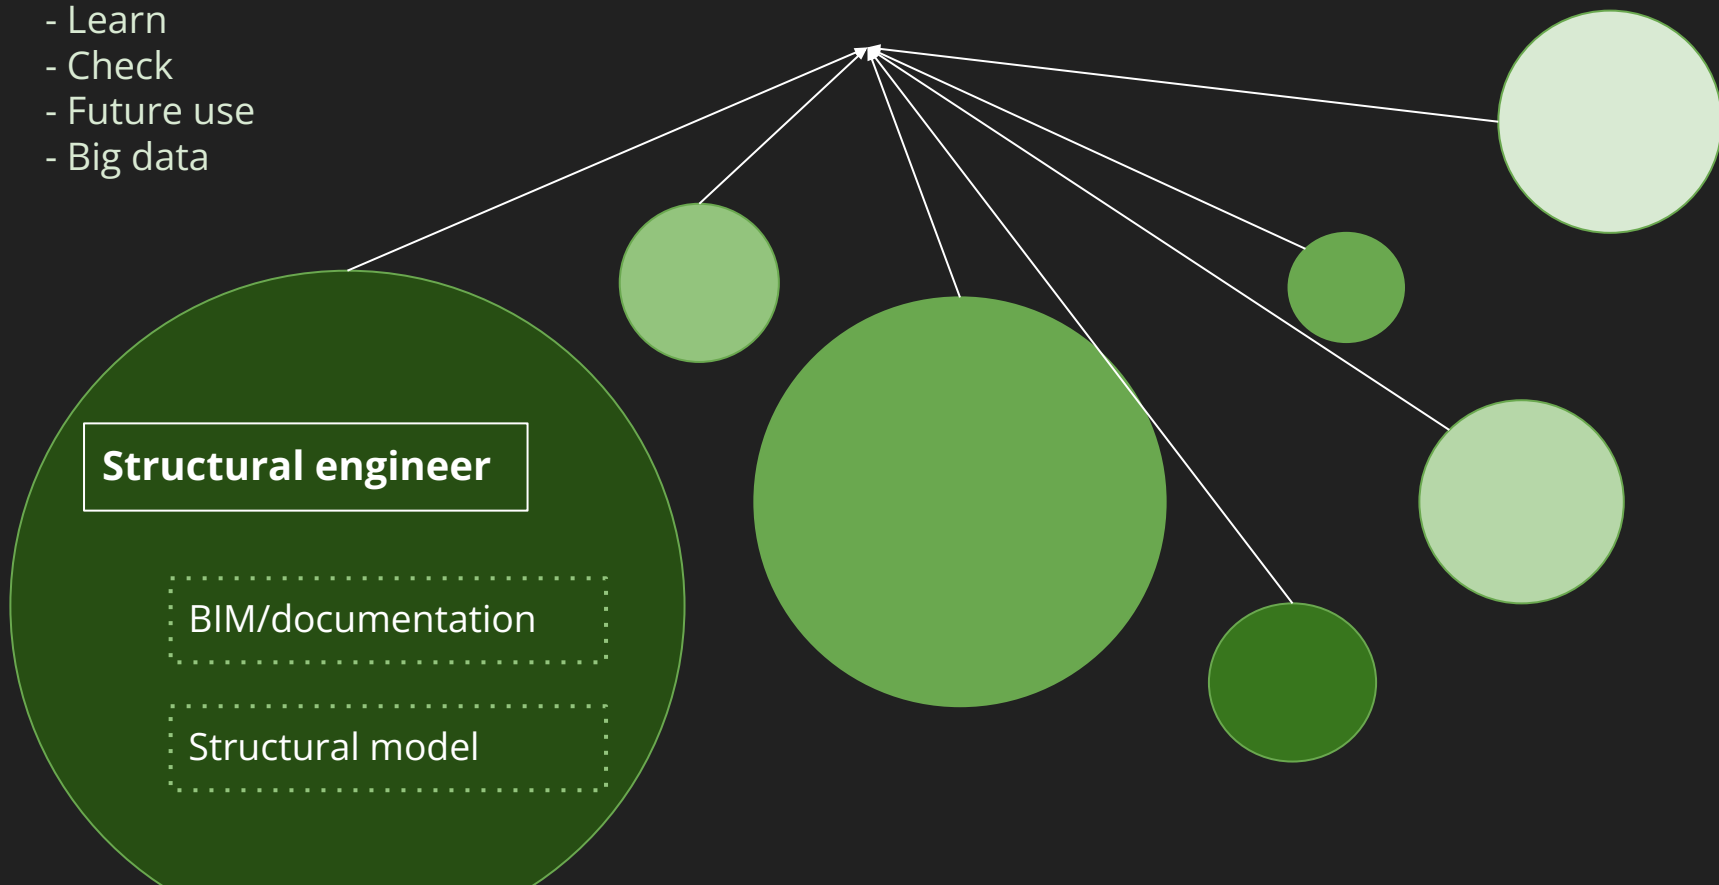 - Learn
- Check
- Future use
- Big data
Structural engineer
BIM/documentation
Structural model